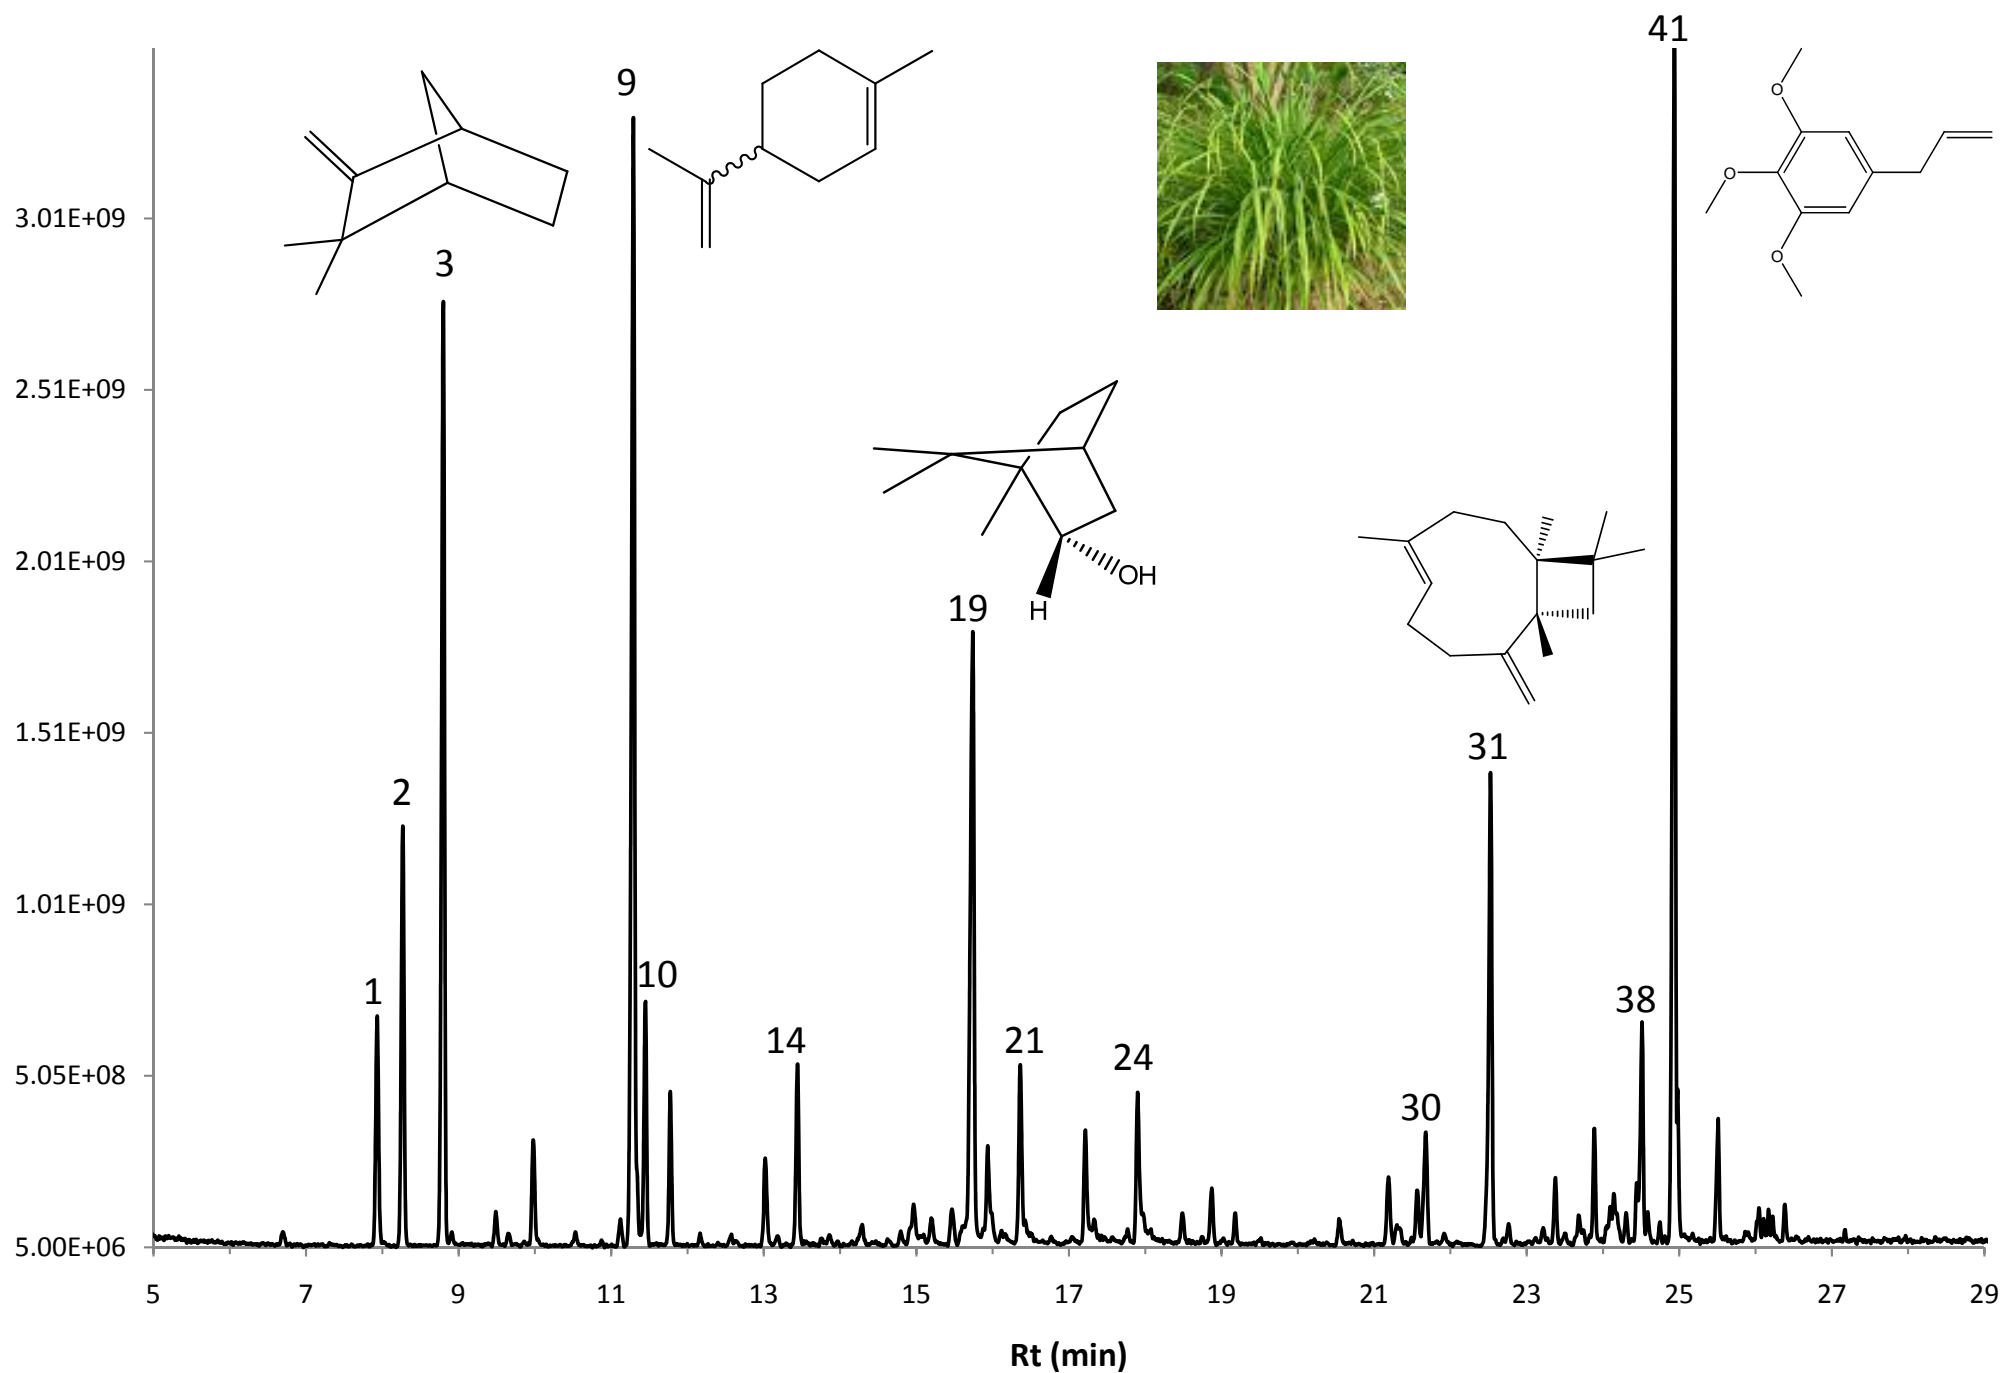 41
9
O
O
O
3.01E+09
3
2.51E+09
2.01E+09
OH
H
19
1.51E+09
31
2
1.01E+09
10
1
38
14
21
24
5.05E+08
30
5.00E+06
5 7 9 11 13 15 17 19 21 23 25 27 29
Rt (min)